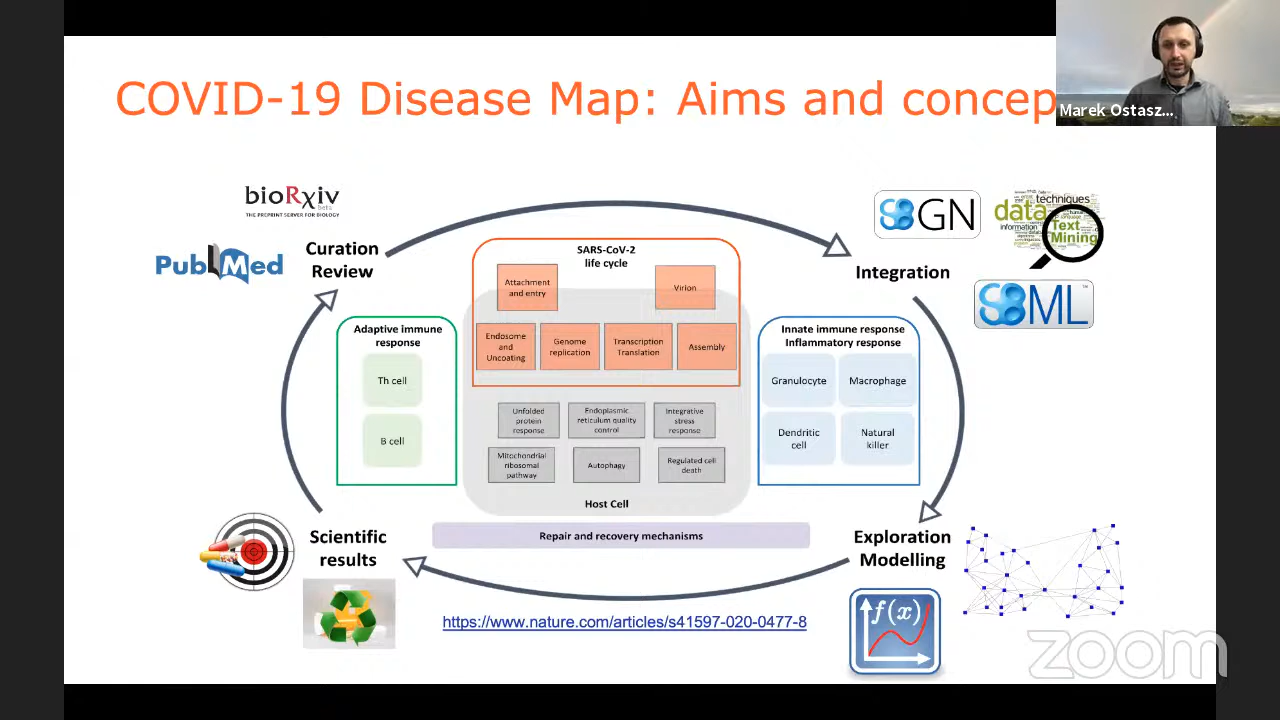 COVID-19 Disease Map: Aims and concep
Marek Ostasz...
bioRxiv
beta
THE PREPRINT SERVER FOR BIOLOGY
PubMed
Curation
Review
SBGN
techniques
data
information
Text
Mining
Integration
SBML
™
SARS-CoV-2
life cycle
Attachment
and entry
Virion
Endosome
and
Uncoating
Genome
replication
Transcription
Translation
Assembly
Adaptive immune
response
Th cell
B cell
Innate immune response
Inflammatory response
Granulocyte
Macrophage
Dendritic
cell
Natural
killer
Unfolded
protein
response
Endoplasmic
reticulum quality
control
Integrative
stress
response
Mitochondrial
ribosomal
pathway
Autophagy
Regulated cell
death
Host Cell
Repair and recovery mechanisms
Scientific
results
Exploration
Modelling
f(x)
https://www.nature.com/articles/s41597-020-0477-8
zoom